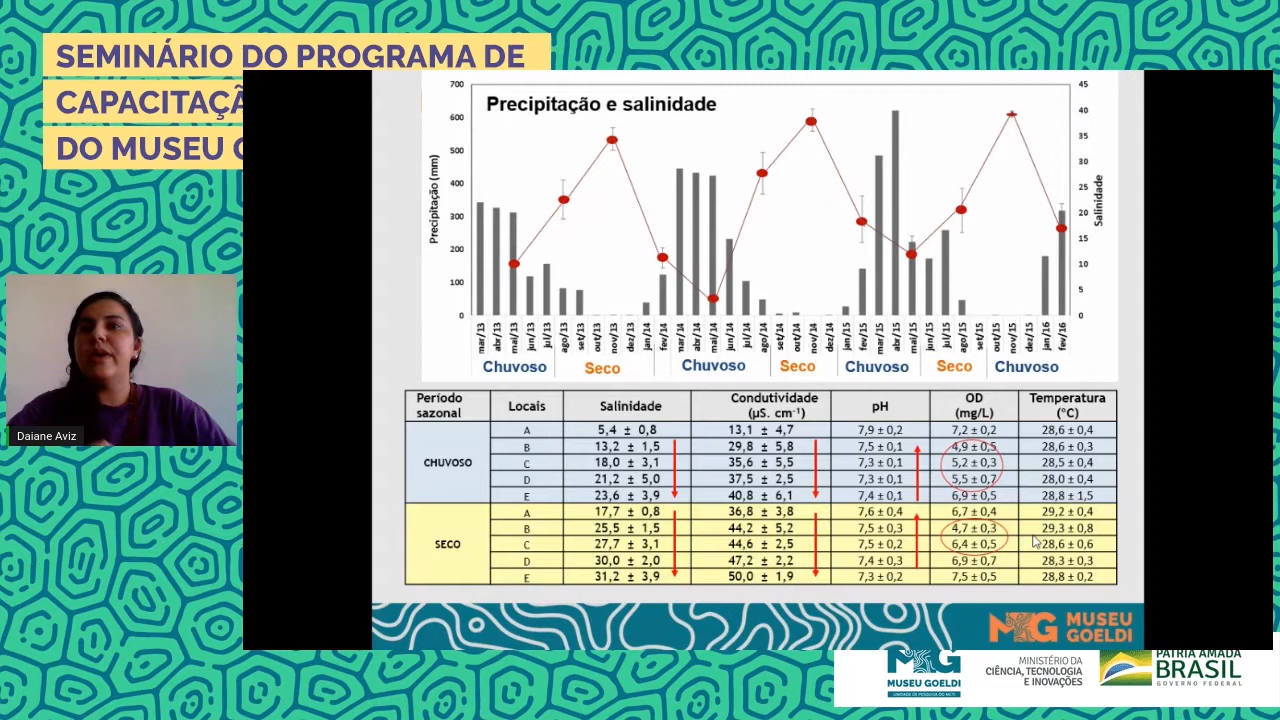 SEMINÁRIO DO PROGRAMA DE
CAPACITAÇÃ
DO MUSEU G
Precipitação e salinidade
Precipitação (mm)
700
600
500
400
300
200
100
0
Salinidade
45
40
35
30
25
20
15
10
5
0
mar/13 abr/13 mai/13 jun/13 jul/13 ago/13 set/13 out/13 nov/13 dez/13 jan/14 fev/14 mar/14 abr/14 mai/14 jun/14 jul/14 ago/14 set/14 out/14 nov/14 dez/14 jan/15 fev/15 mar/15 abr/15 mai/15 jun/15 jul/15 ago/15 set/15 out/15 nov/15 dez/15 jan/16 fev/16
Chuvoso Seco Chuvoso Seco Chuvoso Seco Chuvoso
Período sazonal Locais Salinidade Condutividade (µS. cm⁻¹) pH OD (mg/L) Temperatura (°C)
CHUVOSO
A 5,4 ± 0,8 13,1 ± 4,7 7,9 ± 0,2 7,2 ± 0,2 28,6 ± 0,4
B 13,2 ± 1,5 29,8 ± 5,8 7,5 ± 0,1 4,9 ± 0,5 28,6 ± 0,3
C 18,0 ± 3,1 35,6 ± 5,5 7,3 ± 0,1 5,2 ± 0,3 28,5 ± 0,4
D 21,2 ± 5,0 37,5 ± 2,5 7,3 ± 0,1 5,5 ± 0,7 28,0 ± 0,4
E 23,6 ± 3,9 40,8 ± 6,1 7,4 ± 0,1 6,9 ± 0,5 28,8 ± 1,5
SECO
A 17,7 ± 0,8 36,8 ± 3,8 7,6 ± 0,4 6,7 ± 0,4 29,2 ± 0,4
B 25,5 ± 1,5 44,2 ± 5,2 7,5 ± 0,3 4,7 ± 0,3 29,3 ± 0,8
C 27,7 ± 3,1 44,6 ± 2,5 7,5 ± 0,2 6,4 ± 0,5 28,6 ± 0,6
D 30,0 ± 2,0 47,2 ± 2,2 7,4 ± 0,3 6,9 ± 0,7 28,3 ± 0,3
E 31,2 ± 3,9 50,0 ± 1,9 7,3 ± 0,2 7,5 ± 0,5 28,8 ± 0,2
Daiane Aviz
MUSEU
GOELDI
MUSEU GOELDI
UNIDADE DE PESQUISA DO MCTI
MINISTÉRIO DA
CIÊNCIA, TECNOLOGIA
E INOVAÇÕES
PÁTRIA AMADA
BRASIL
GOVERNO FEDERAL